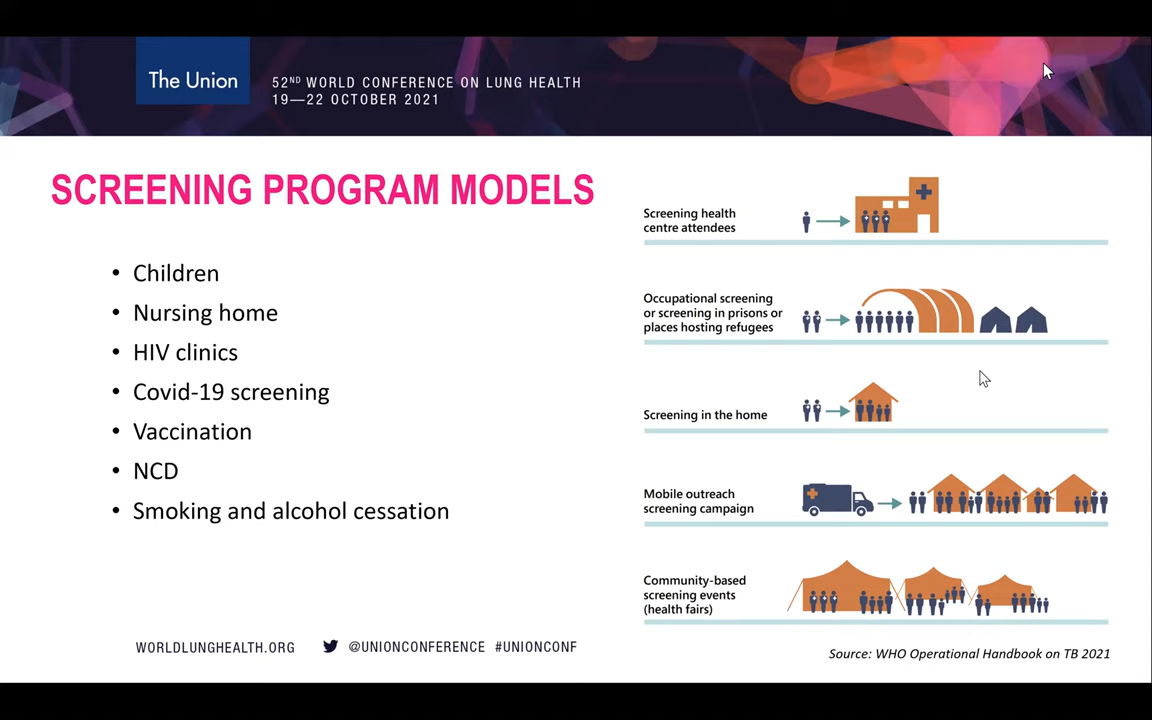 The Union
52ND WORLD CONFERENCE ON LUNG HEALTH
19—22 OCTOBER 2021
SCREENING PROGRAM MODELS
• Children
• Nursing home
• HIV clinics
• Covid-19 screening
• Vaccination
• NCD
• Smoking and alcohol cessation
Screening health
centre attendees
Occupational screening
or screening in prisons or
places hosting refugees
Screening in the home
Mobile outreach
screening campaign
Community-based
screening events
(health fairs)
WORLDLUNGHEALTH.ORG @UNIONCONFERENCE #UNIONCONF
Source: WHO Operational Handbook on TB 2021